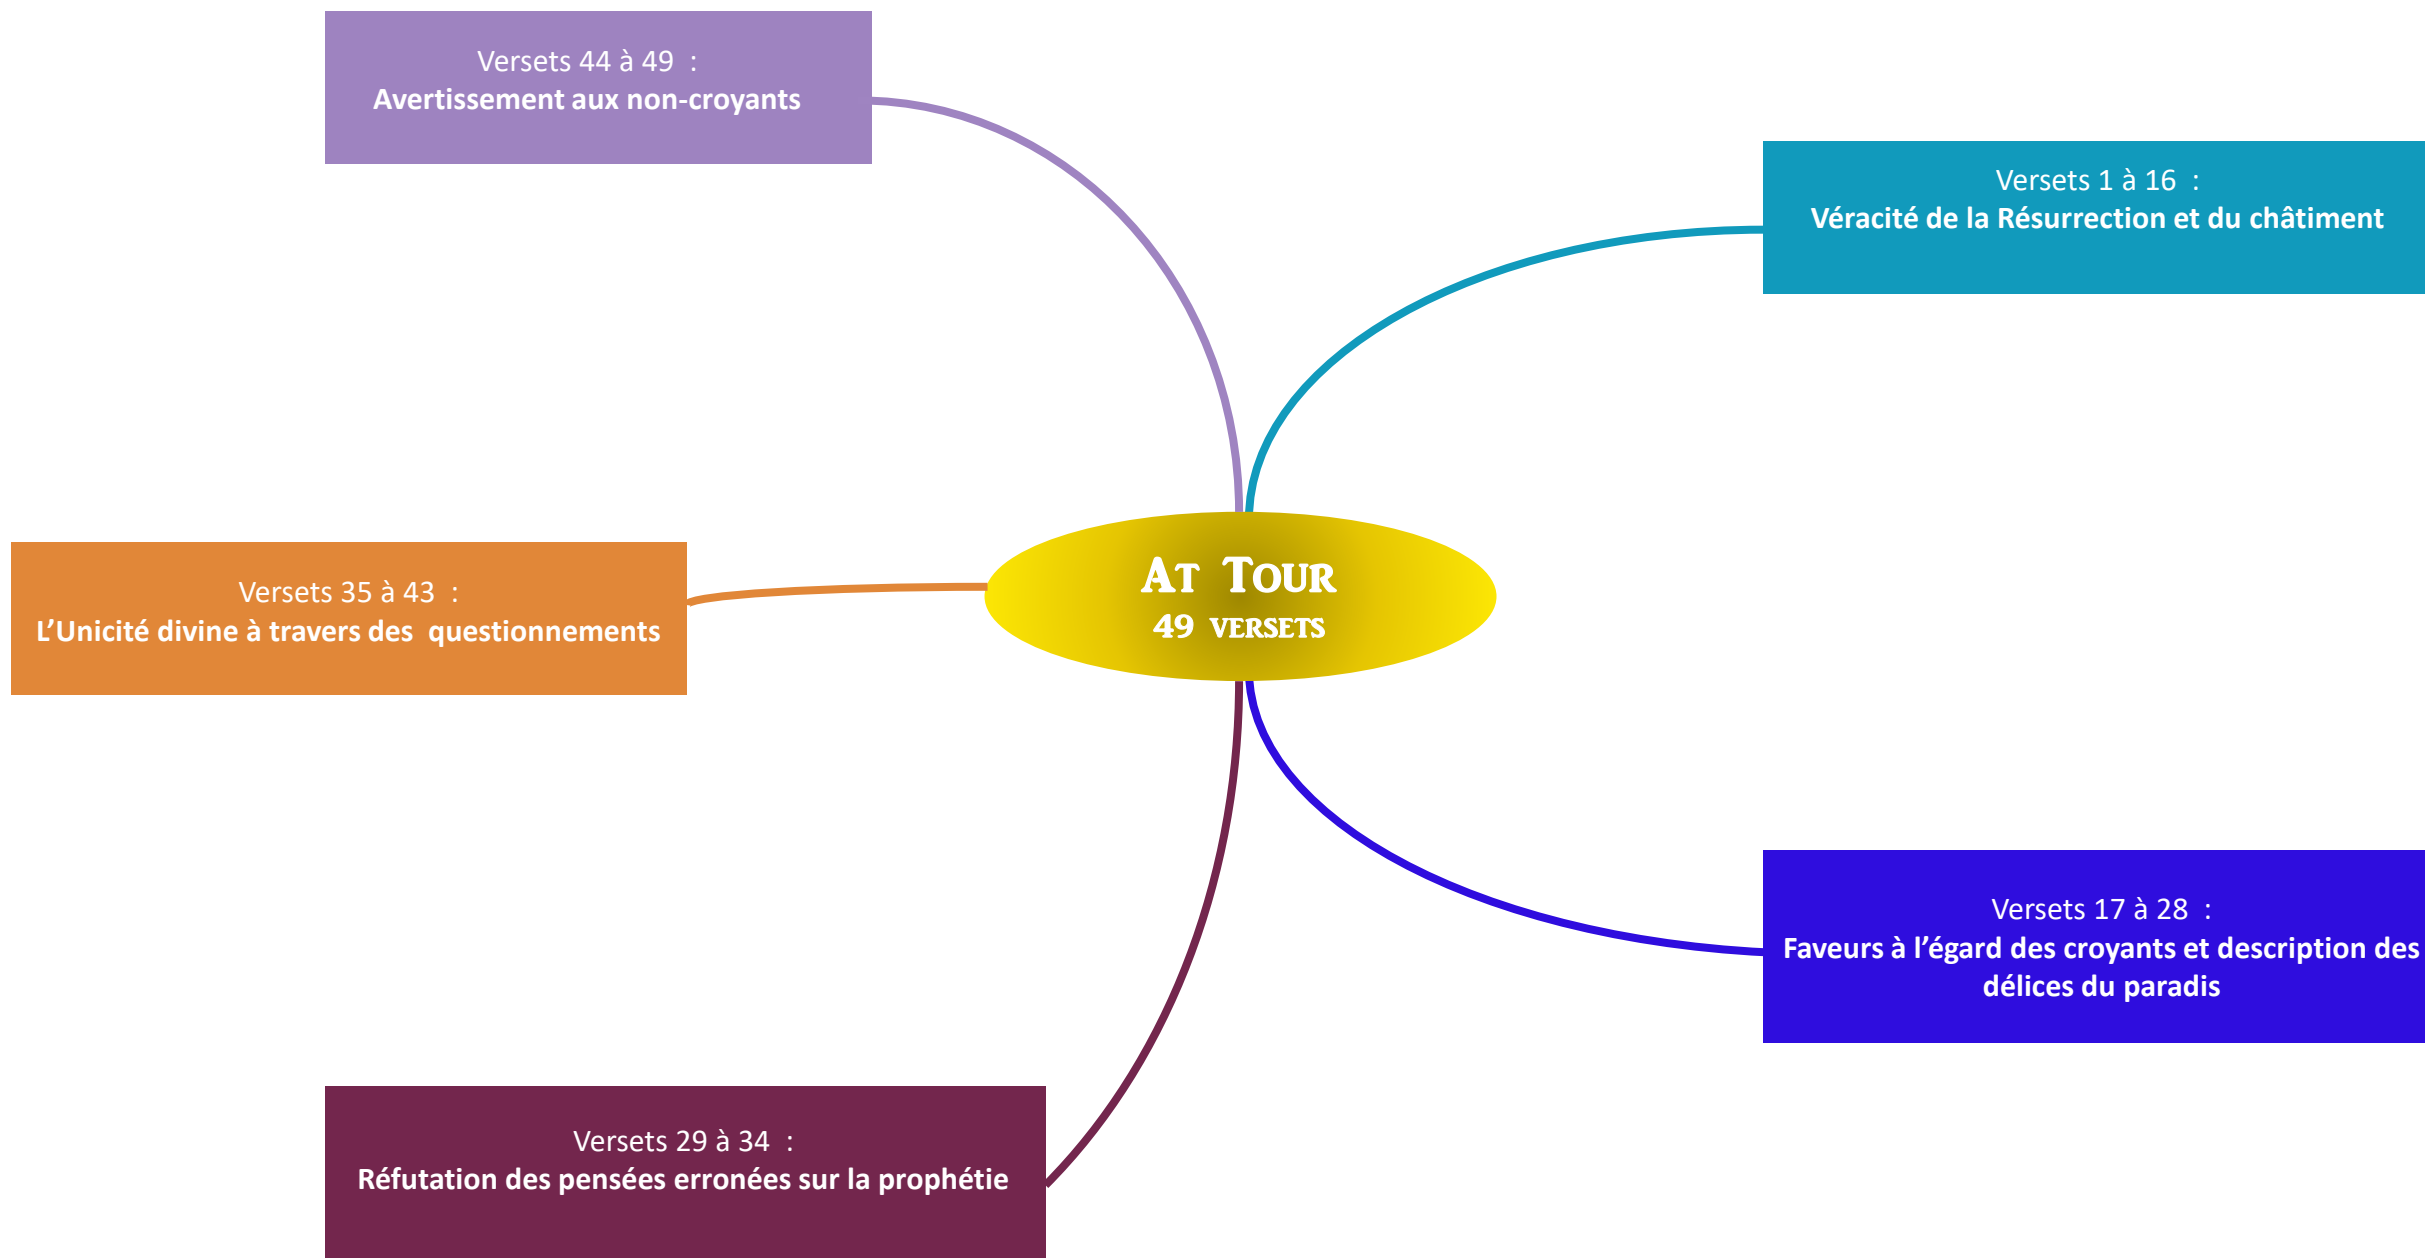 Versets 44 à 49 :
Avertissement aux non-croyants
Versets 1 à 16 :
Véracité de la Résurrection et du châtiment
Versets 35 à 43 :
L’Unicité divine à travers des questionnements
At Tour
49 versets
Versets 17 à 28 :
Faveurs à l’égard des croyants et description des
délices du paradis
Versets 29 à 34 :
Réfutation des pensées erronées sur la prophétie